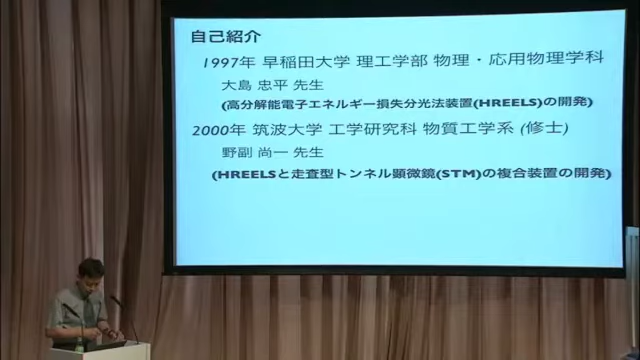 自己紹介
1997年 早稲田大学 理工学部 物理・応用物理学科
大島 忠平 先生
(高分解能電子エネルギー損失分光法装置(HREELS)の開発)
2000年 筑波大学 工学研究科 物質工学系 (修士)
野副 尚一 先生
(HREELSと走査型トンネル顕微鏡(STM)の複合装置の開発)